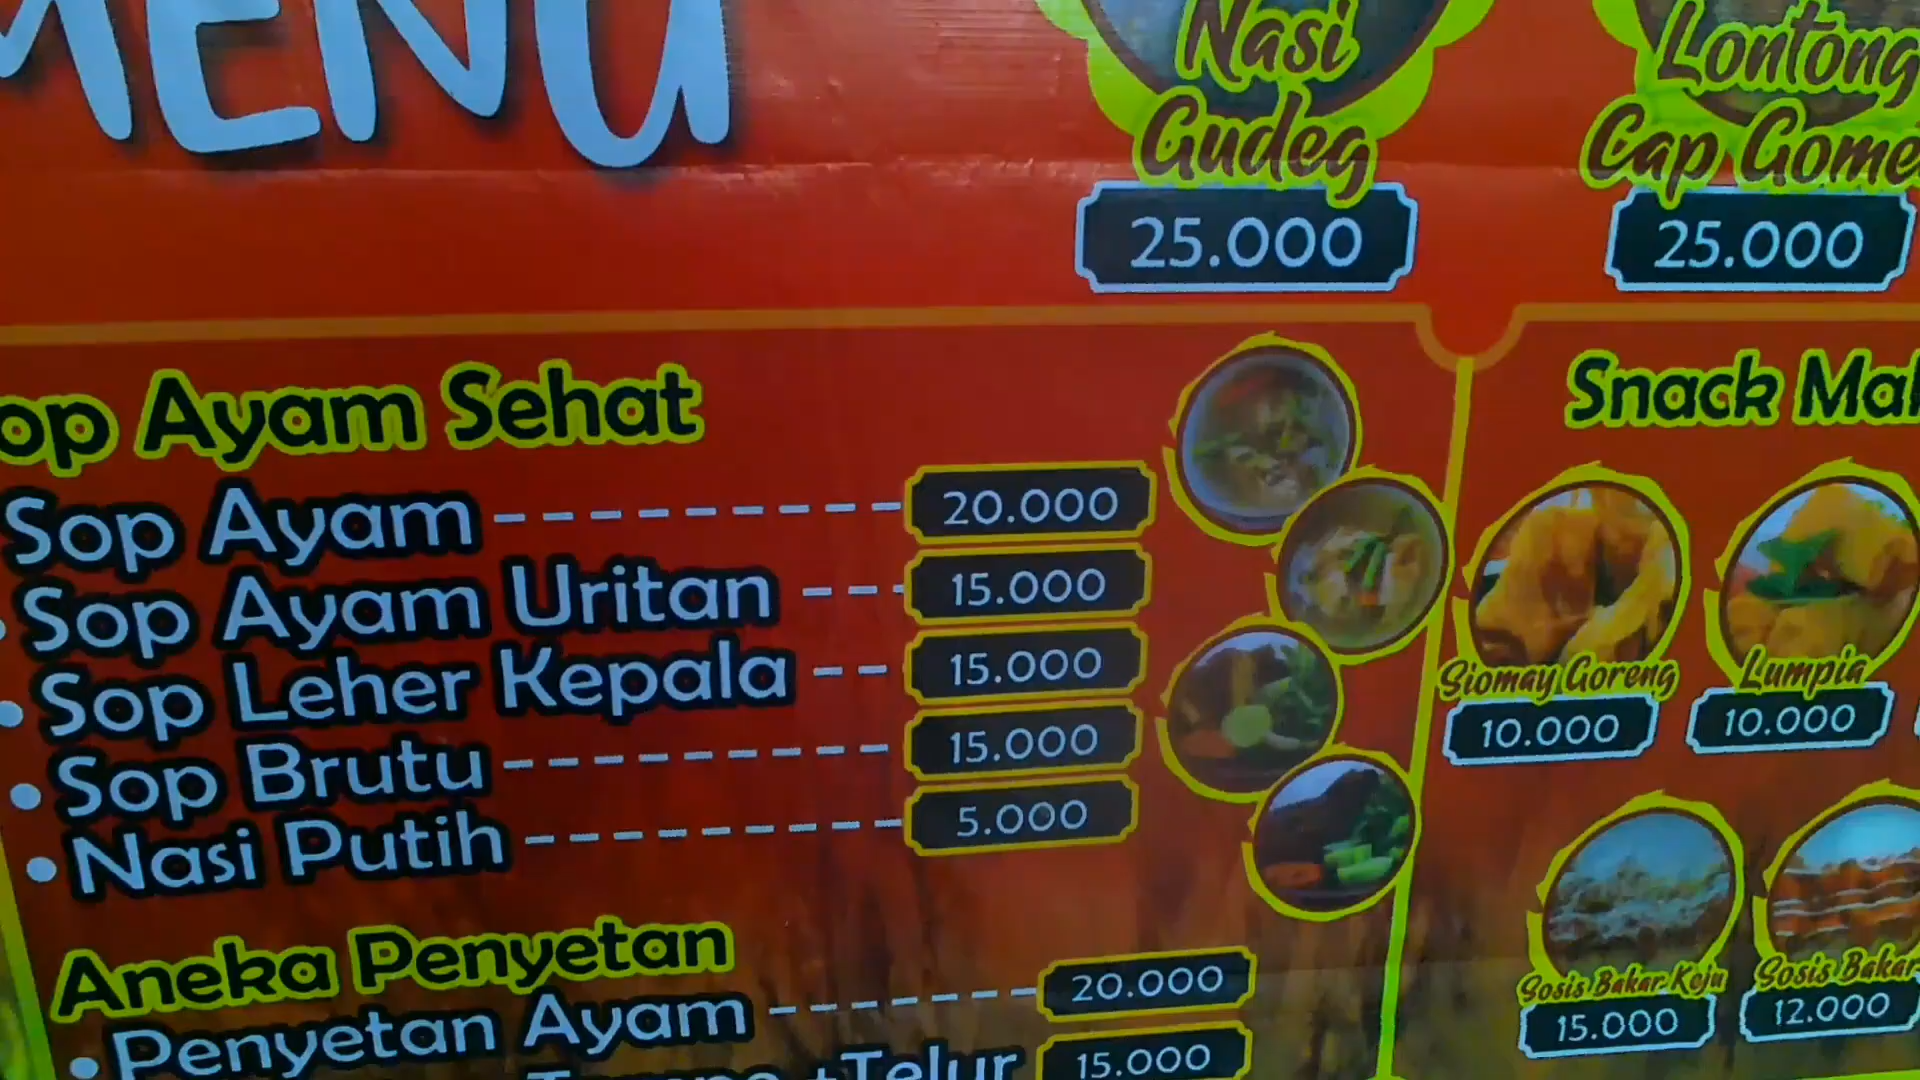 MENU
Nasi
Gudeg
25.000
Lontong
Cap Gome
25.000
op Ayam Sehat
Sop Ayam 20.000
• Sop Ayam Uritan 15.000
• Sop Leher Kepala 15.000
• Sop Brutu 15.000
• Nasi Putih 5.000
Aneka Penyetan
• Penyetan Ayam 20.000
+Telur 15.000
Snack Mak
Siomay Goreng
10.000
Lumpia
10.000
Sosis Bakar Keju
15.000
Sosis Bakar
12.000